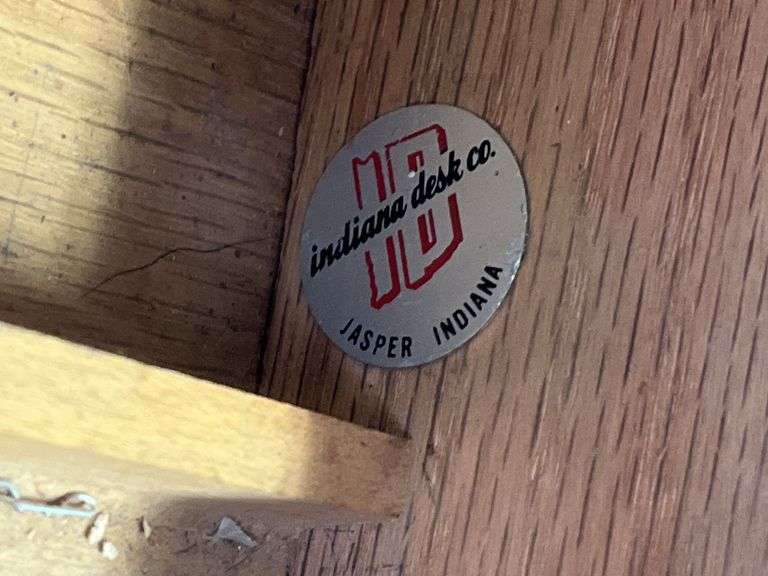 ID
indiana desk co.
JASPER INDIANA